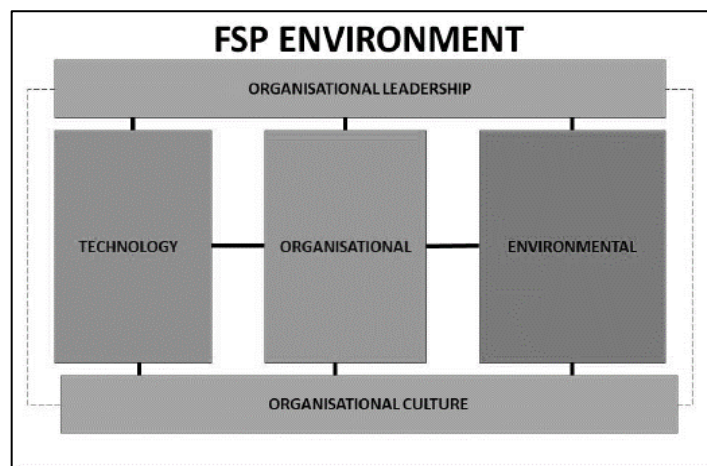 FSP ENVIRONMENT
ORGANISATIONAL LEADERSHIP
TECHNOLOGY
ORGANISATIONAL
ENVIRONMENTAL
ORGANISATIONAL CULTURE